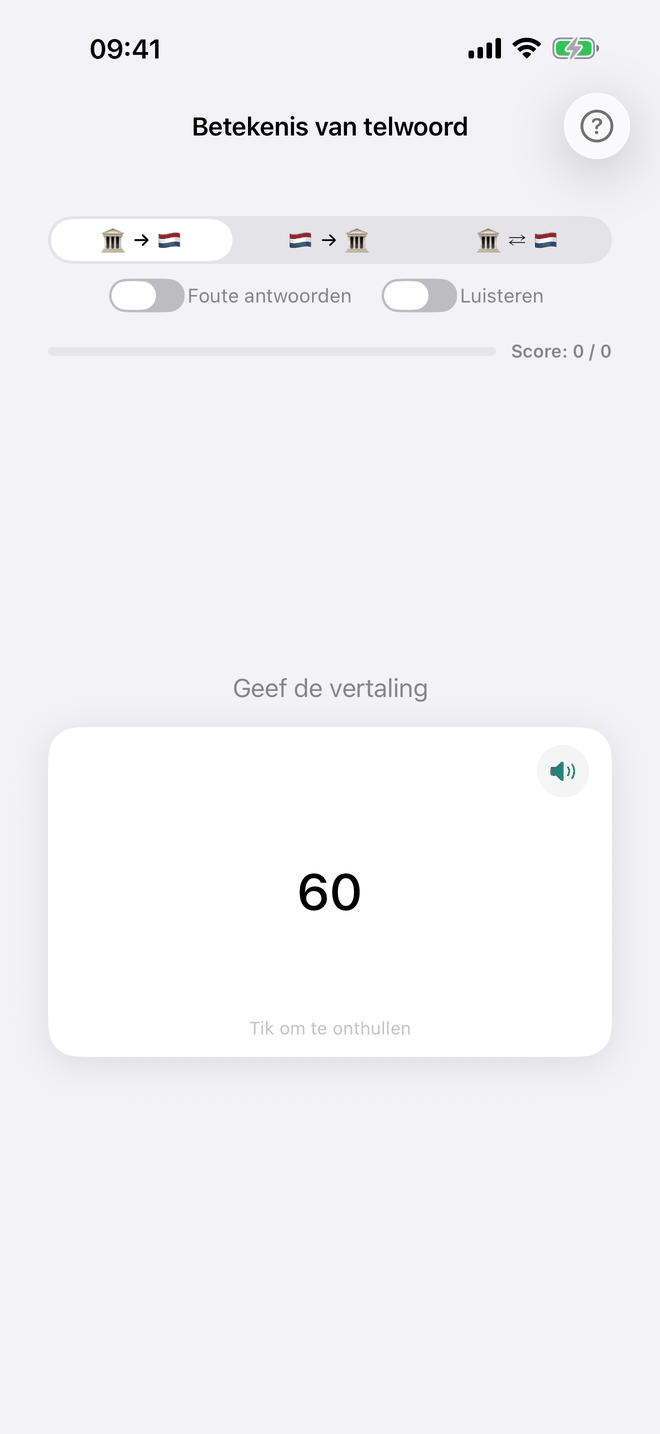 09:41
Betekenis van telwoord
🏛️ → 🇳🇱 🇳🇱 → 🏛️ 🏛️ ⇄ 🇳🇱
Foute antwoorden Luisteren
Score: 0 / 0
Geef de vertaling
60
Tik om te onthullen